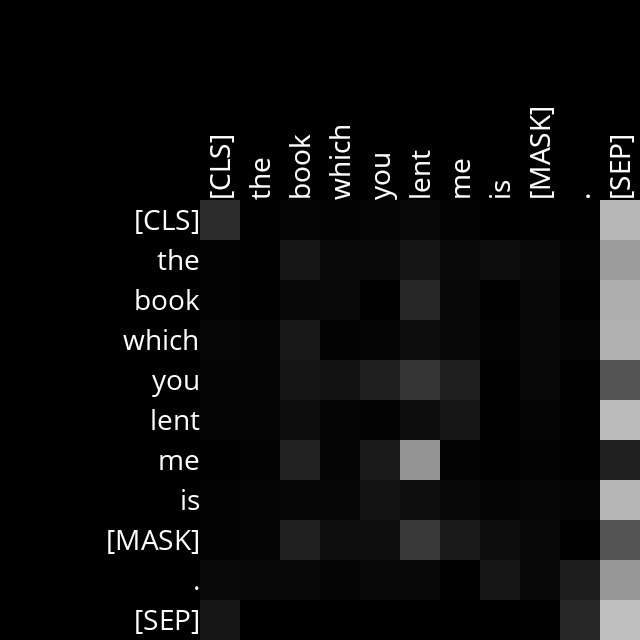 [CLS] the book which you lent me is [MASK] . [SEP]
[CLS]
the
book
which
you
lent
me
is
[MASK]
.
[SEP]